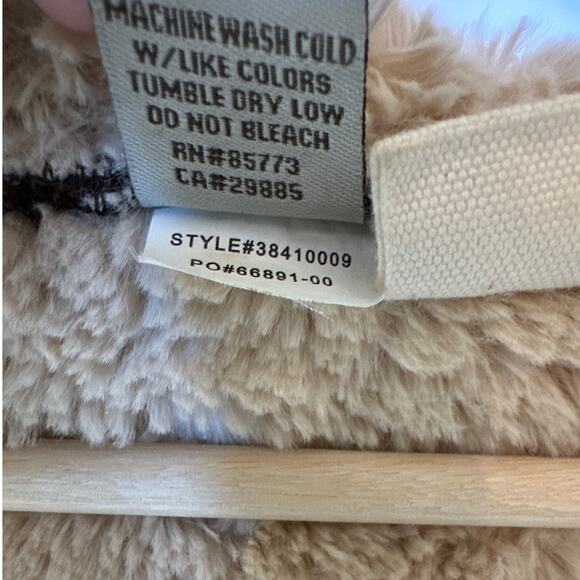 MACHINE WASH COLD
W/LIKE COLORS
TUMBLE DRY LOW
DO NOT BLEACH
RN#85773
CA#29885
STYLE#38410009
PO#66891-00